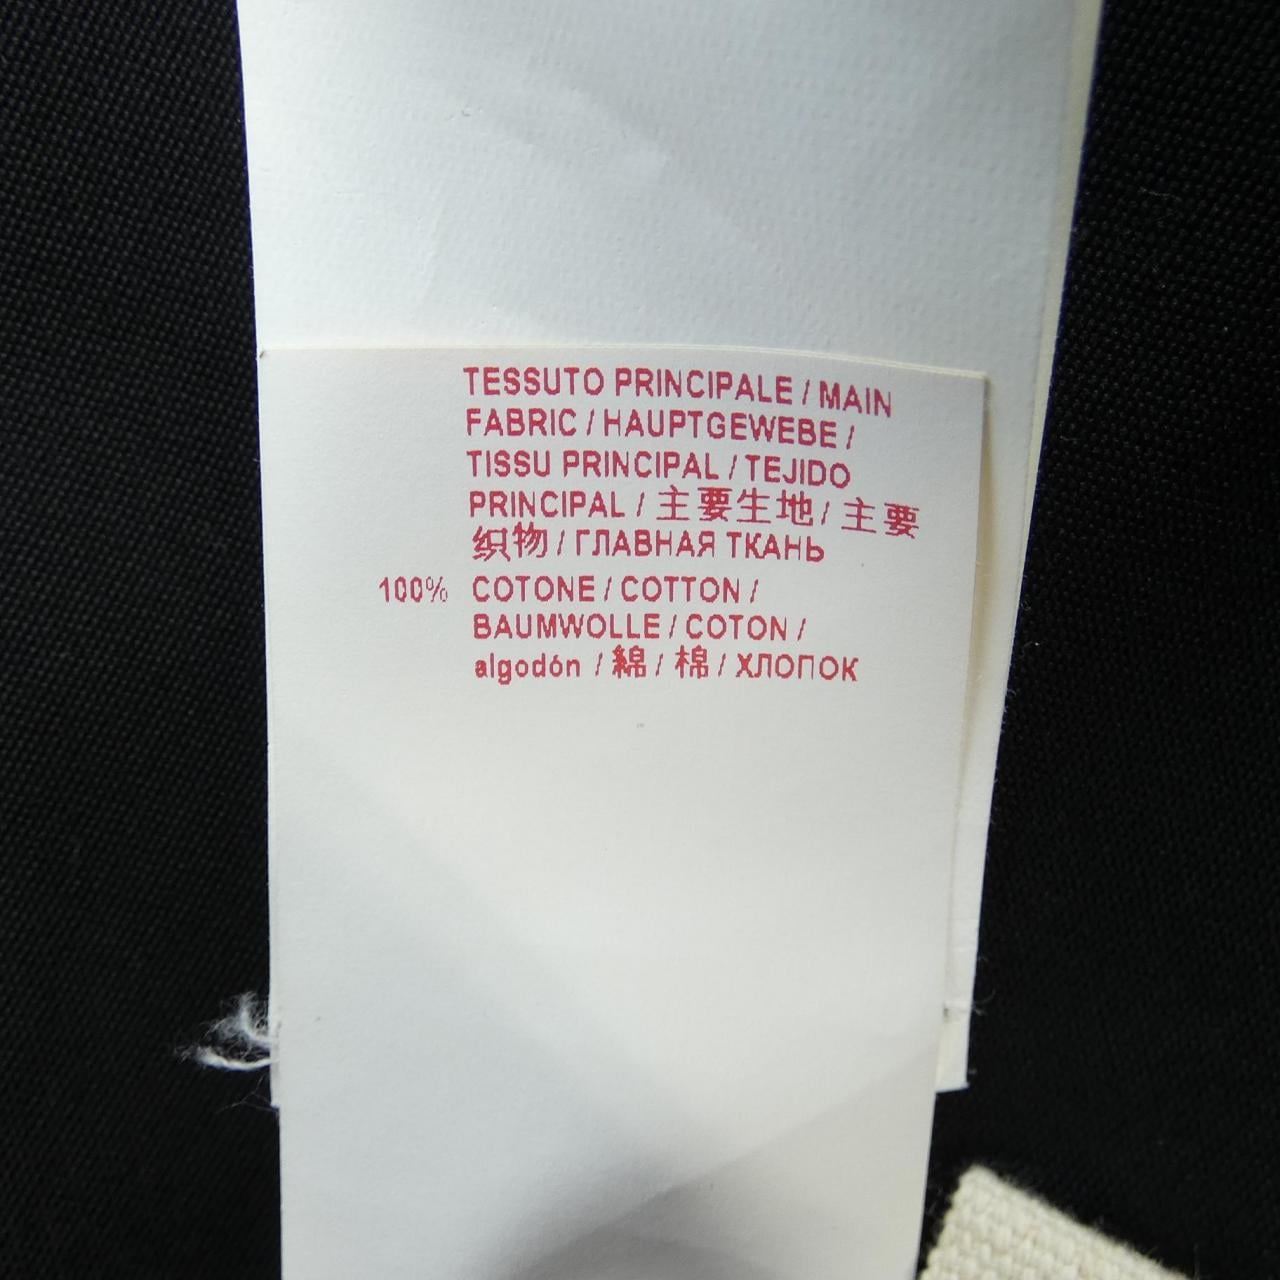 TESSUTO PRINCIPALE / MAIN
FABRIC / HAUPTGEWEBE /
TISSU PRINCIPAL / TEJIDO
PRINCIPAL / 主要生地 / 主要
织物 / ГЛАВНАЯ ТКАНЬ
100% COTONE / COTTON /
BAUMWOLLE / COTON /
algodón / 綿 / 棉 / ХЛОПОК